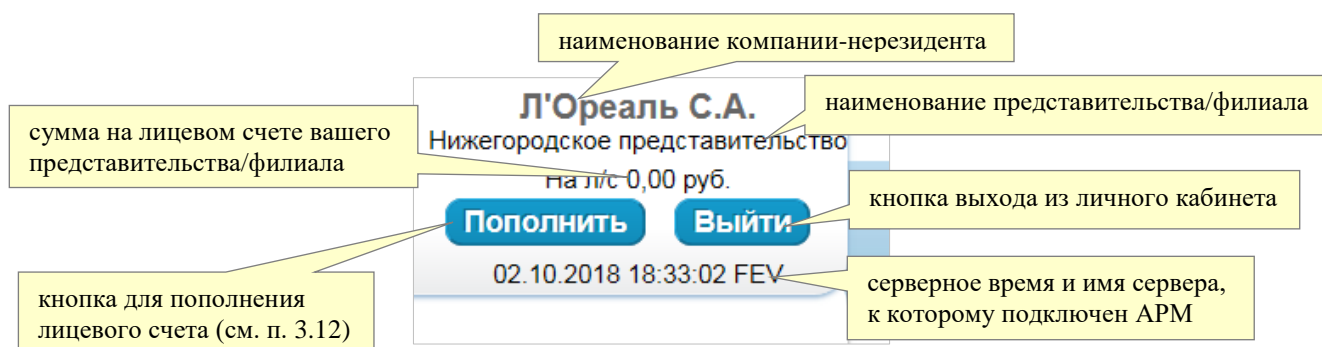 наименование компании-нерезидента
Л'Ореаль С.А.
наименование представительства/филиала
сумма на лицевом счете вашего
представительства/филиала
Нижегородское представительство
На л/с 0,00 руб.
Пополнить
Выйти
кнопка выхода из личного кабинета
02.10.2018 18:33:02 FEV
кнопка для пополнения
лицевого счета (см. п. 3.12)
серверное время и имя сервера,
к которому подключен АРМ